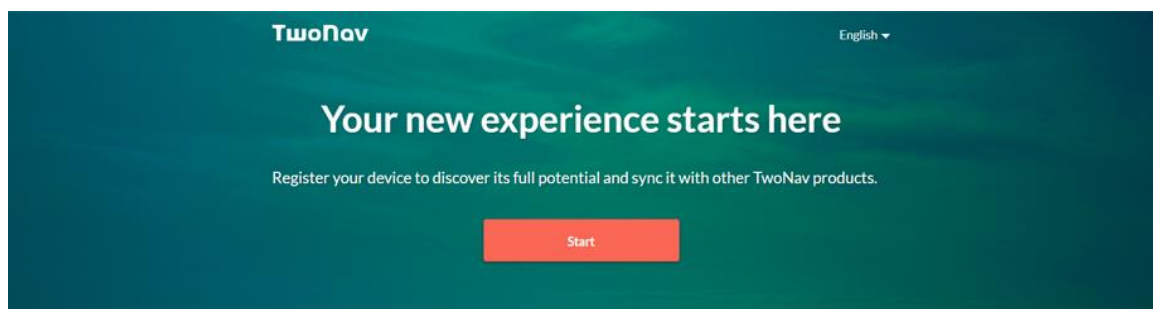 TwoNav
English
Your new experience starts here
Register your device to discover its full potential and sync it with other TwoNav products.
Start